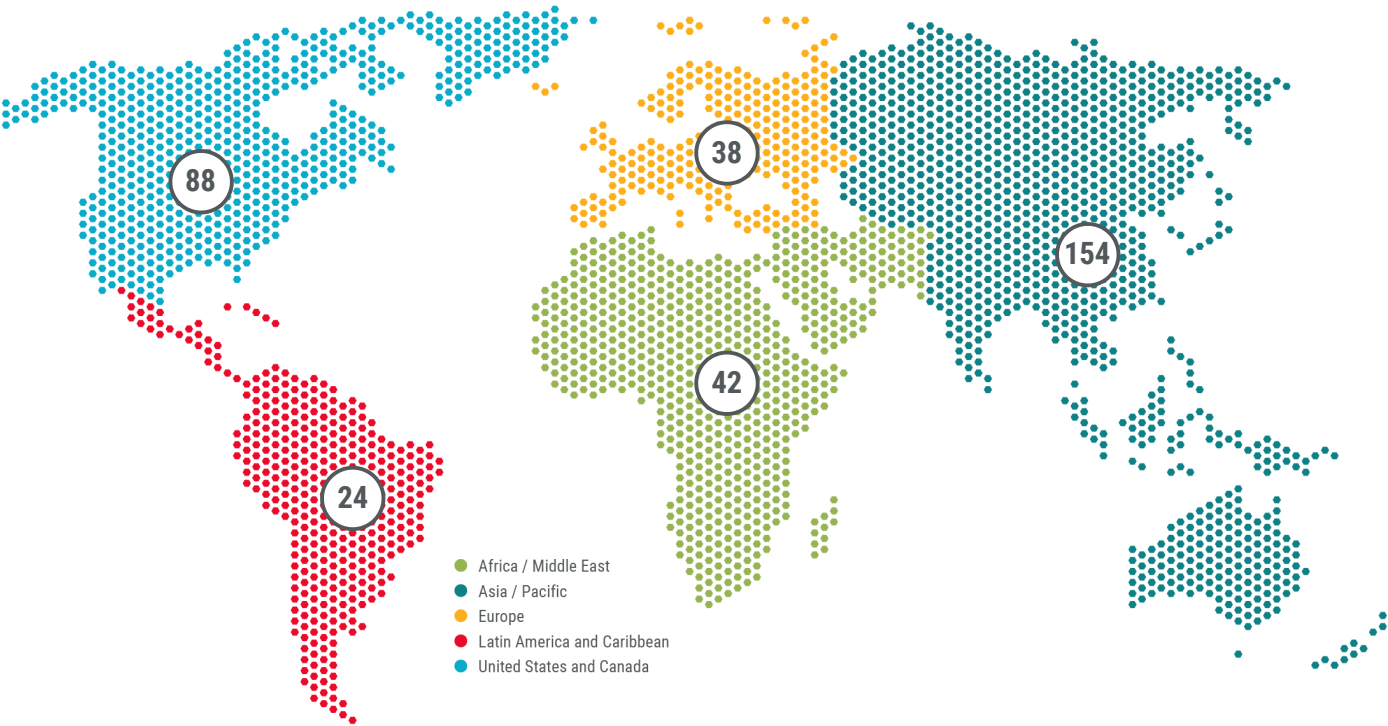 38
88
154
42
24
Africa / Middle East
Asia / Pacific
Europe
Latin America and Caribbean
United States and Canada